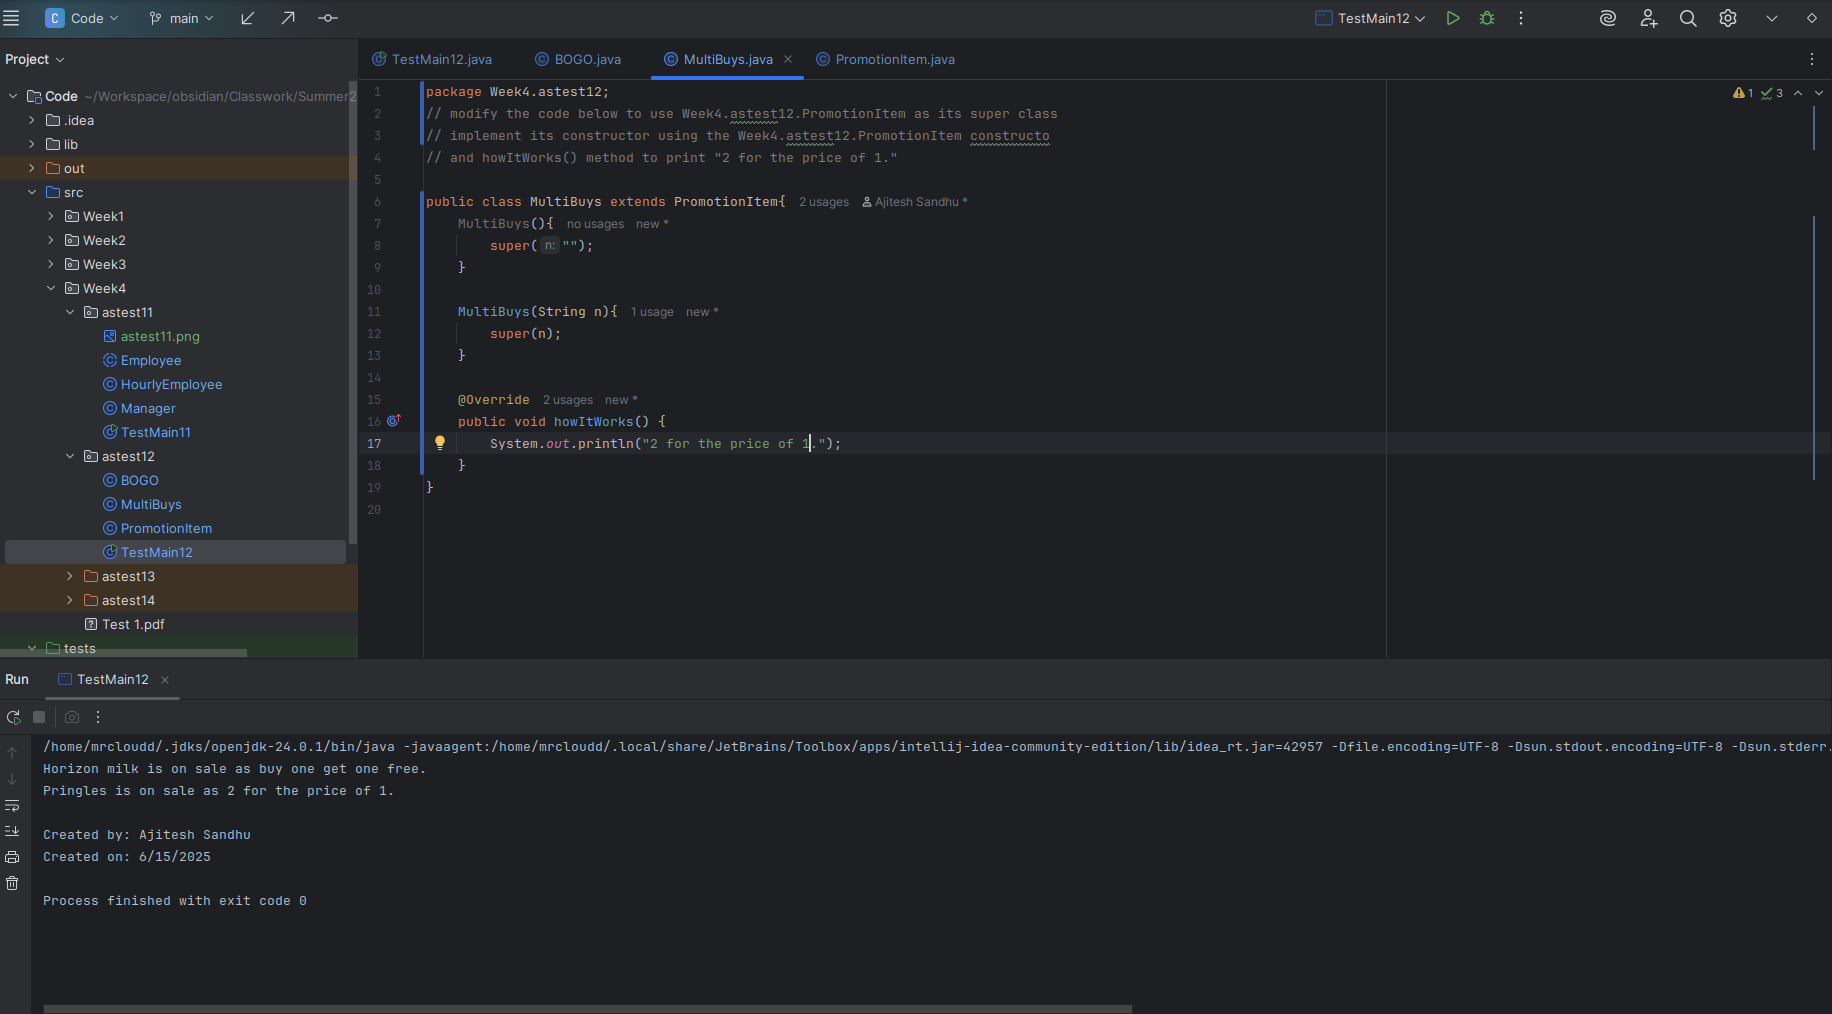 Code
main
TestMain12
Project
TestMain12.java
BOGO.java
MultiBuys.java
PromotionItem.java
Code ~/Workspace/obsidian/Classwork/Summer2
.idea
lib
out
src
Week1
Week2
Week3
Week4
astest11
astest11.png
Employee
HourlyEmployee
Manager
TestMain11
astest12
BOGO
MultiBuys
PromotionItem
TestMain12
astest13
astest14
Test 1.pdf
tests
1 3
1 package Week4.astest12;
2 // modify the code below to use Week4.astest12.PromotionItem as its super class
3 // implement its constructor using the Week4.astest12.PromotionItem constructo
4 // and howItWorks() method to print "2 for the price of 1."
5
6 public class MultiBuys extends PromotionItem{ 2 usages Ajitesh Sandhu *
7 MultiBuys(){ no usages new *
8 super( n: "");
9 }
10
11 MultiBuys(String n){ 1 usage new *
12 super(n);
13 }
14
15 @Override 2 usages new *
16 public void howItWorks() {
17 System.out.println("2 for the price of 1.");
18 }
19 }
20
Run
TestMain12
/home/mrcloudd/.jdks/openjdk-24.0.1/bin/java -javaagent:/home/mrcloudd/.local/share/JetBrains/Toolbox/apps/intellij-idea-community-edition/lib/idea_rt.jar=42957 -Dfile.encoding=UTF-8 -Dsun.stdout.encoding=UTF-8 -Dsun.stderr.
Horizon milk is on sale as buy one get one free.
Pringles is on sale as 2 for the price of 1.
Created by: Ajitesh Sandhu
Created on: 6/15/2025
Process finished with exit code 0